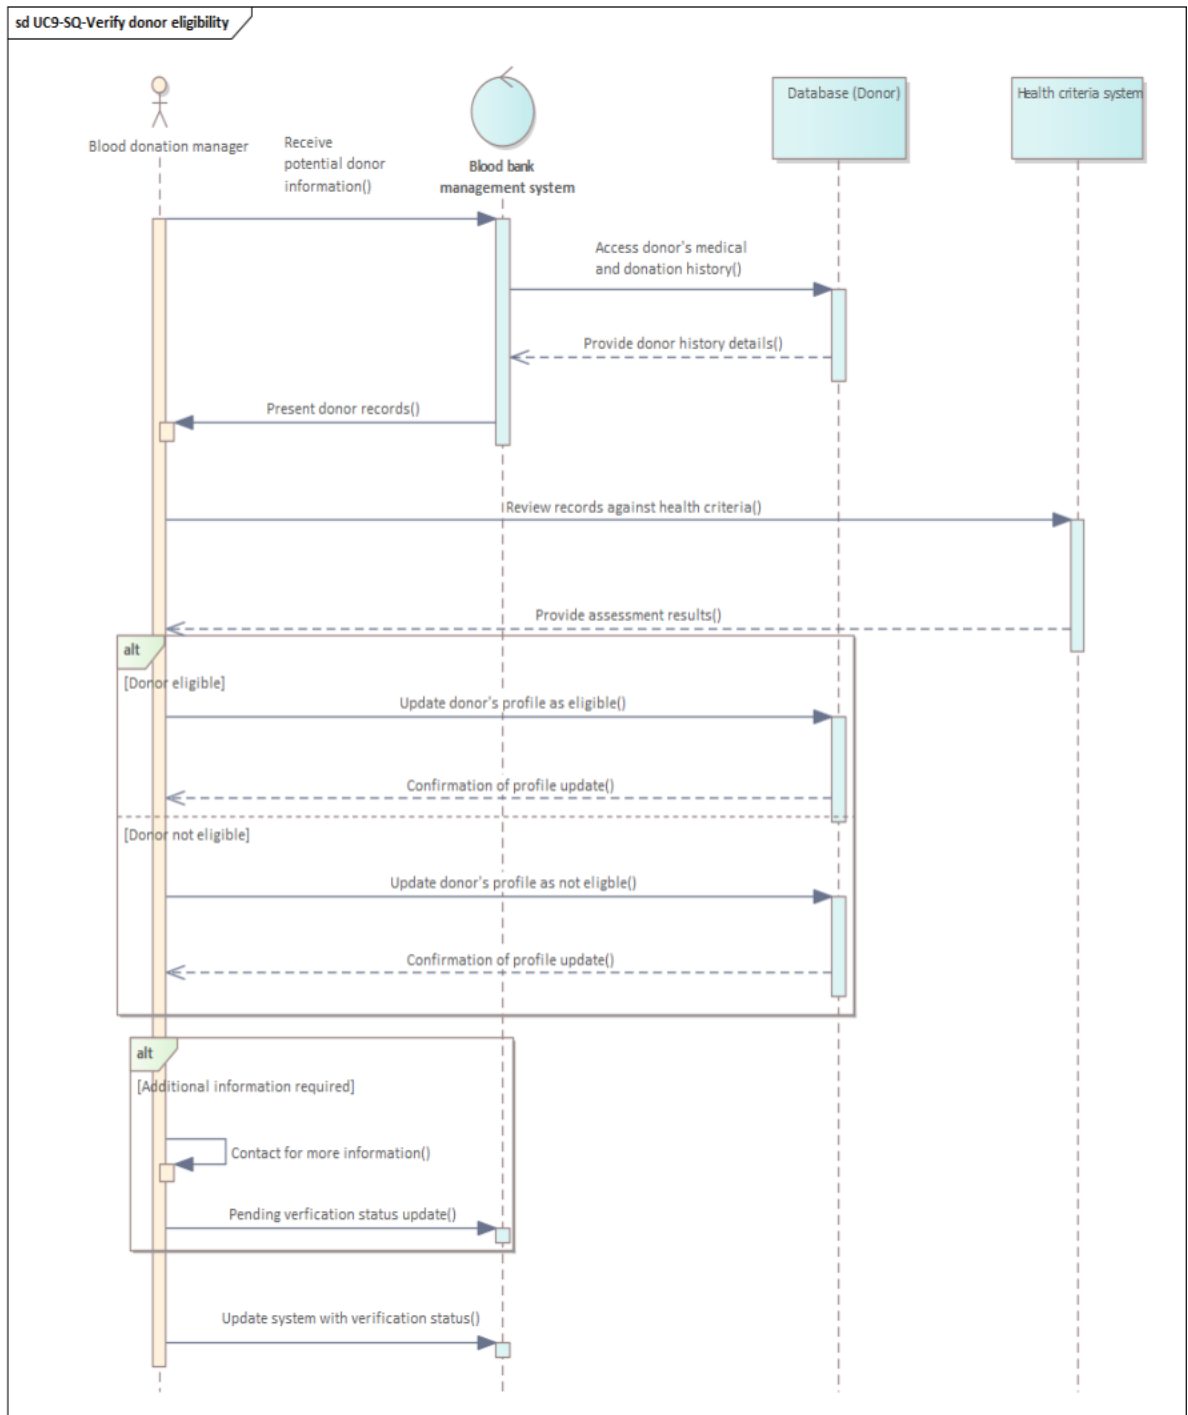 sd UC9-SQ-Verify donor eligibility
Blood donation manager
Receive
potential donor
information()
Blood bank
management system
Database (Donor)
Health criteria system
Access donor's medical
and donation history()
Provide donor history details()
Present donor records()
Review records against health criteria()
Provide assessment results()
alt
[Donor eligible]
Update donor's profile as eligible()
Confirmation of profile update()
[Donor not eligible]
Update donor's profile as not eligble()
Confirmation of profile update()
alt
[Additional information required]
Contact for more information()
Pending verfication status update()
Update system with verification status()